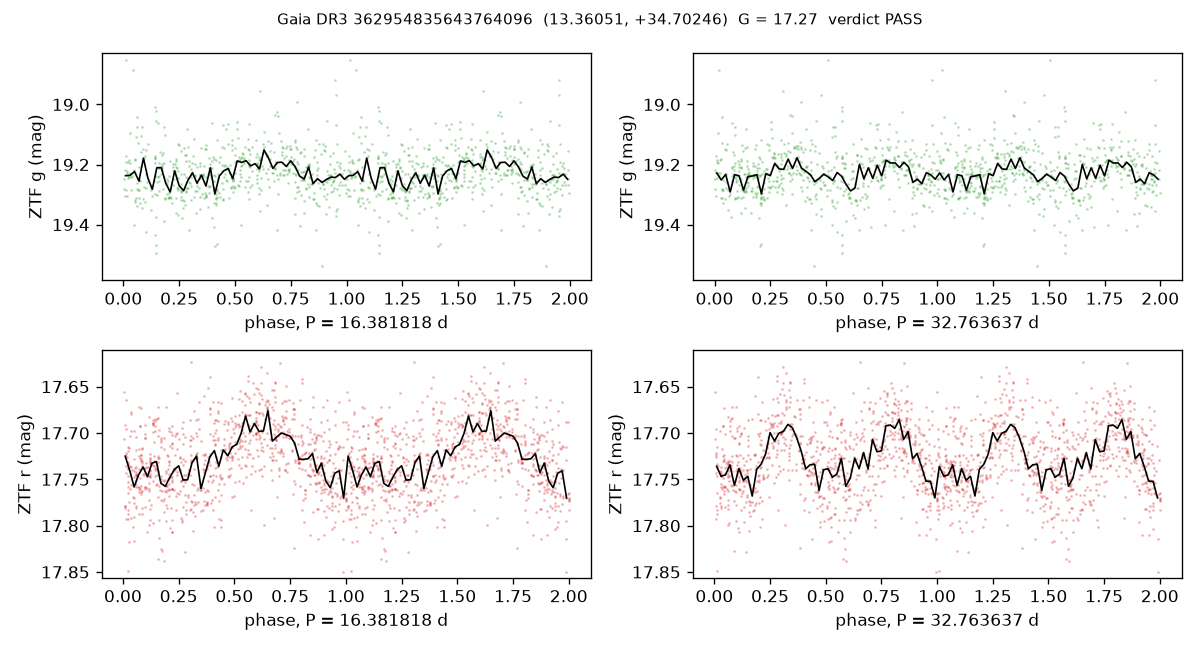 Gaia DR3 362954835643764096 (13.36051, +34.70246) G = 17.27 verdict PASS
ZTF g (mag)
19.0
19.2
19.4
0.00 0.25 0.50 0.75 1.00 1.25 1.50 1.75 2.00
phase, P = 16.381818 d
ZTF g (mag)
19.0
19.2
19.4
0.00 0.25 0.50 0.75 1.00 1.25 1.50 1.75 2.00
phase, P = 32.763637 d
ZTF r (mag)
17.65
17.70
17.75
17.80
17.85
0.00 0.25 0.50 0.75 1.00 1.25 1.50 1.75 2.00
phase, P = 16.381818 d
ZTF r (mag)
17.65
17.70
17.75
17.80
17.85
0.00 0.25 0.50 0.75 1.00 1.25 1.50 1.75 2.00
phase, P = 32.763637 d